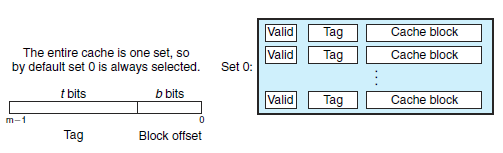 The entire cache is one set, so
by default set 0 is always selected.
Set 0:
Valid Tag Cache block
Valid Tag Cache block
Valid Tag Cache block
t bits b bits
m−1 0
Tag Block offset